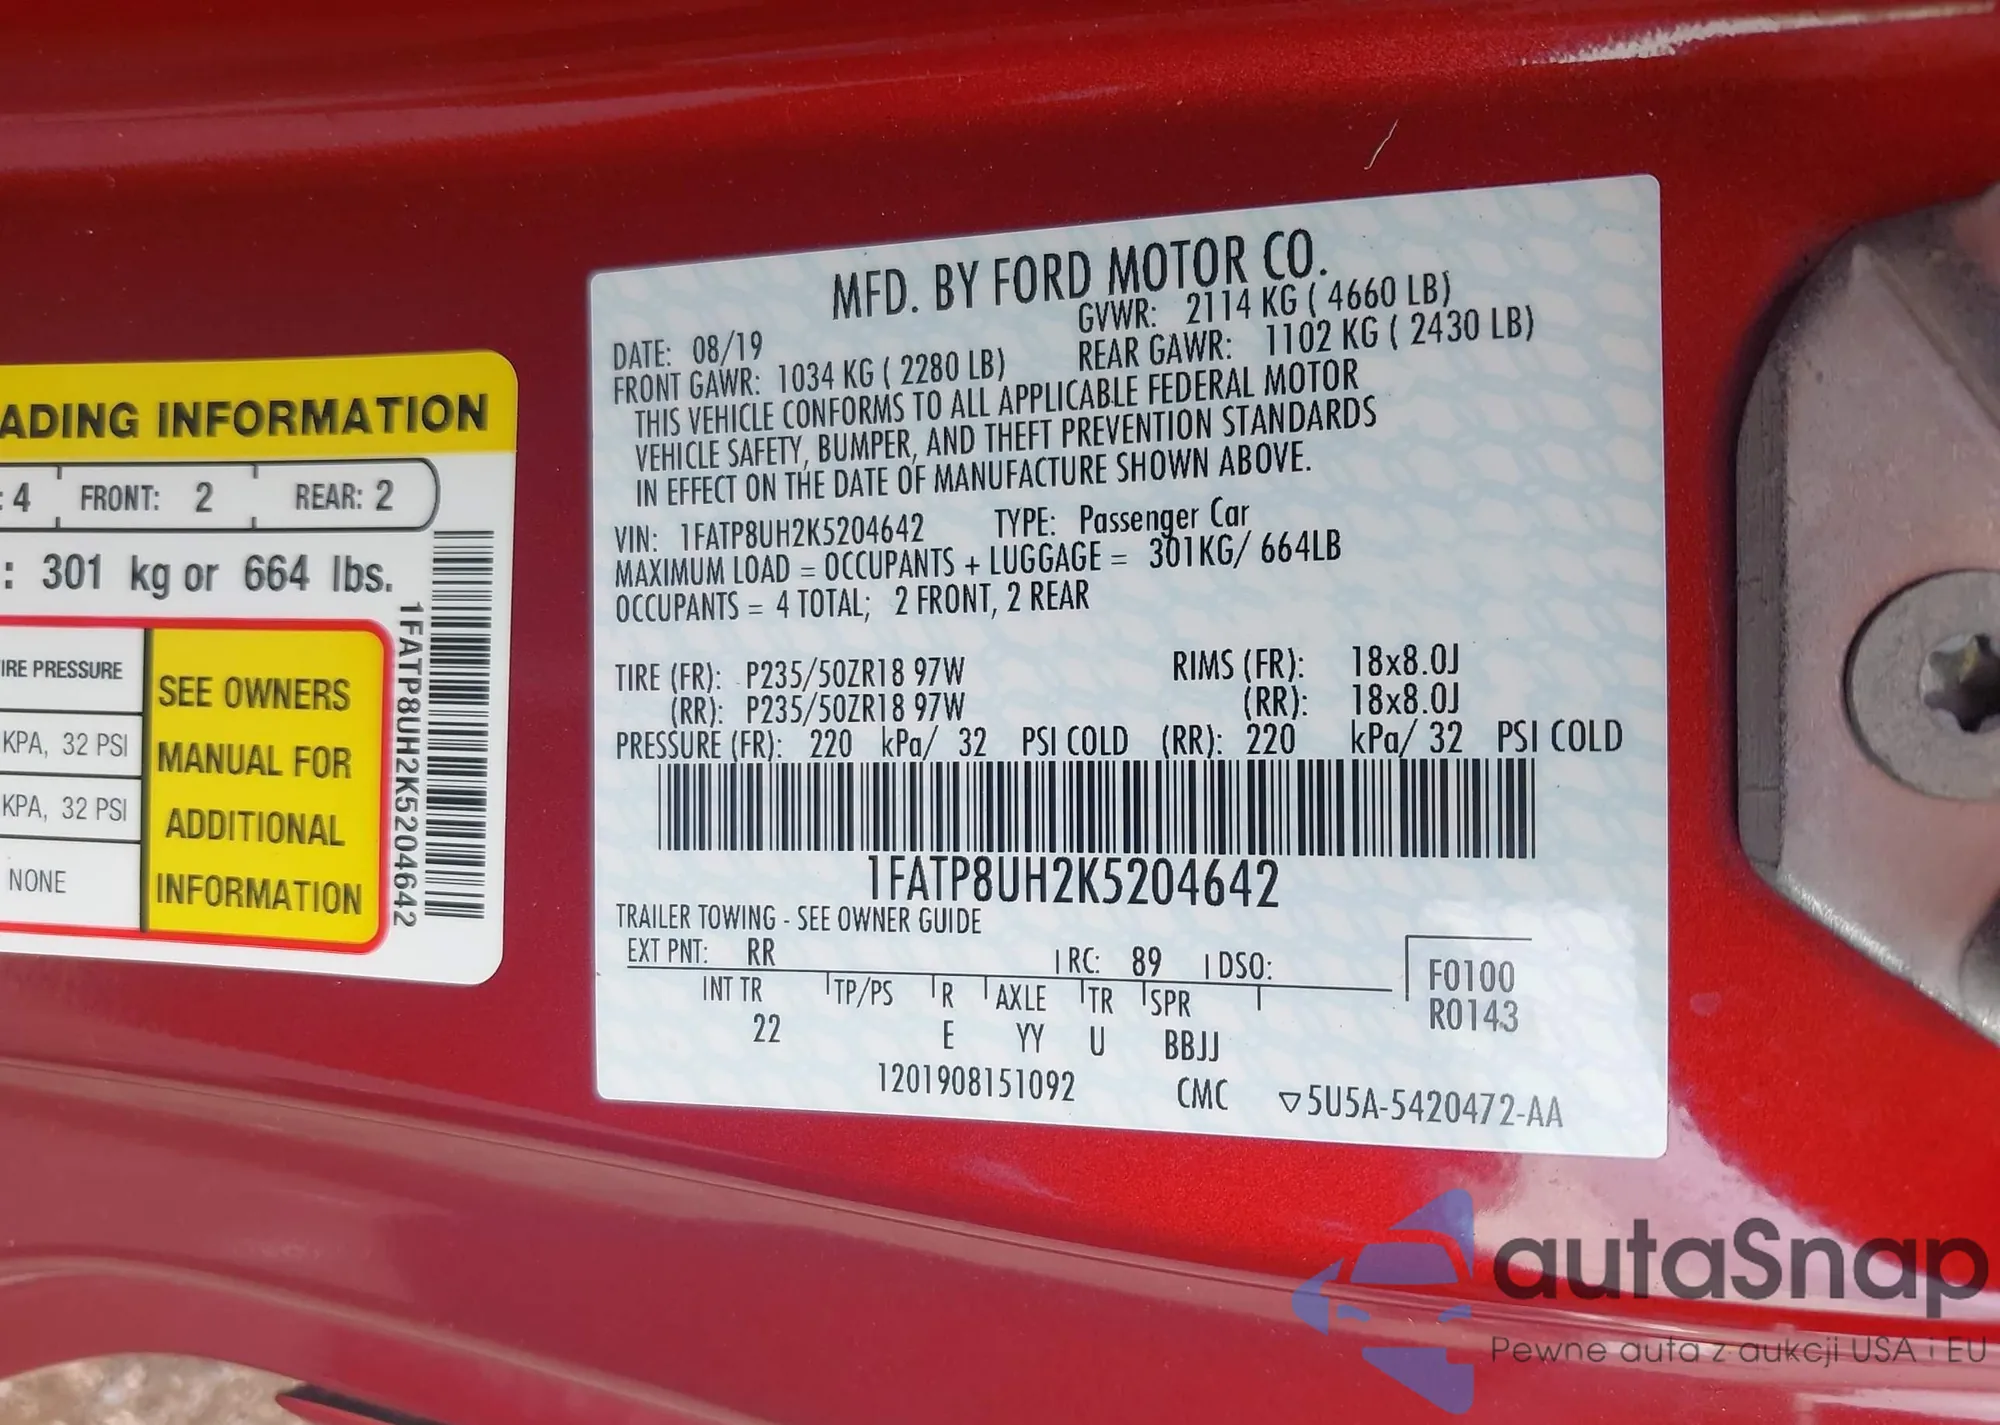 ADING INFORMATION
: 4 FRONT: 2 REAR: 2
: 301 kg or 664 lbs.
IRE PRESSURE
KPA, 32 PSI
KPA, 32 PSI
NONE
SEE OWNERS
MANUAL FOR
ADDITIONAL
INFORMATION
1FATP8UH2K5204642
MFD. BY FORD MOTOR CO.
DATE: 08/19 GVWR: 2114 KG ( 4660 LB)
FRONT GAWR: 1034 KG ( 2280 LB) REAR GAWR: 1102 KG ( 2430 LB)
THIS VEHICLE CONFORMS TO ALL APPLICABLE FEDERAL MOTOR
VEHICLE SAFETY, BUMPER, AND THEFT PREVENTION STANDARDS
IN EFFECT ON THE DATE OF MANUFACTURE SHOWN ABOVE.
VIN: 1FATP8UH2K5204642 TYPE: Passenger Car
MAXIMUM LOAD = OCCUPANTS + LUGGAGE = 301KG/ 664LB
OCCUPANTS = 4 TOTAL; 2 FRONT, 2 REAR
TIRE (FR): P235/50ZR18 97W RIMS (FR): 18x8.0J
(RR): P235/50ZR18 97W (RR): 18x8.0J
PRESSURE (FR): 220 kPa/ 32 PSI COLD (RR): 220 kPa/ 32 PSI COLD
1FATP8UH2K5204642
TRAILER TOWING - SEE OWNER GUIDE
EXT PNT: RR RC: 89 DSO:
INT TR TP/PS R AXLE TR SPR
22 E YY U BBJJ
F0100
R0143
1201908151092 CMC ▽5U5A-5420472-AA
autaSnap
Pewne auta z aukcji USA i EU